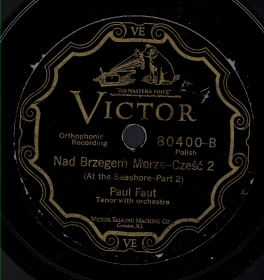 VE
"HIS MASTER'S VOICE"
VICTOR
Orthophonic
Recording
80400-B
Polish
Nad Brzegem Morza-Cześć 2
(At the Seashore-Part 2)
Paul Faut
Tenor with orchestra
VICTOR TALKING MACHINE CO.
Camden, N.J.
VE